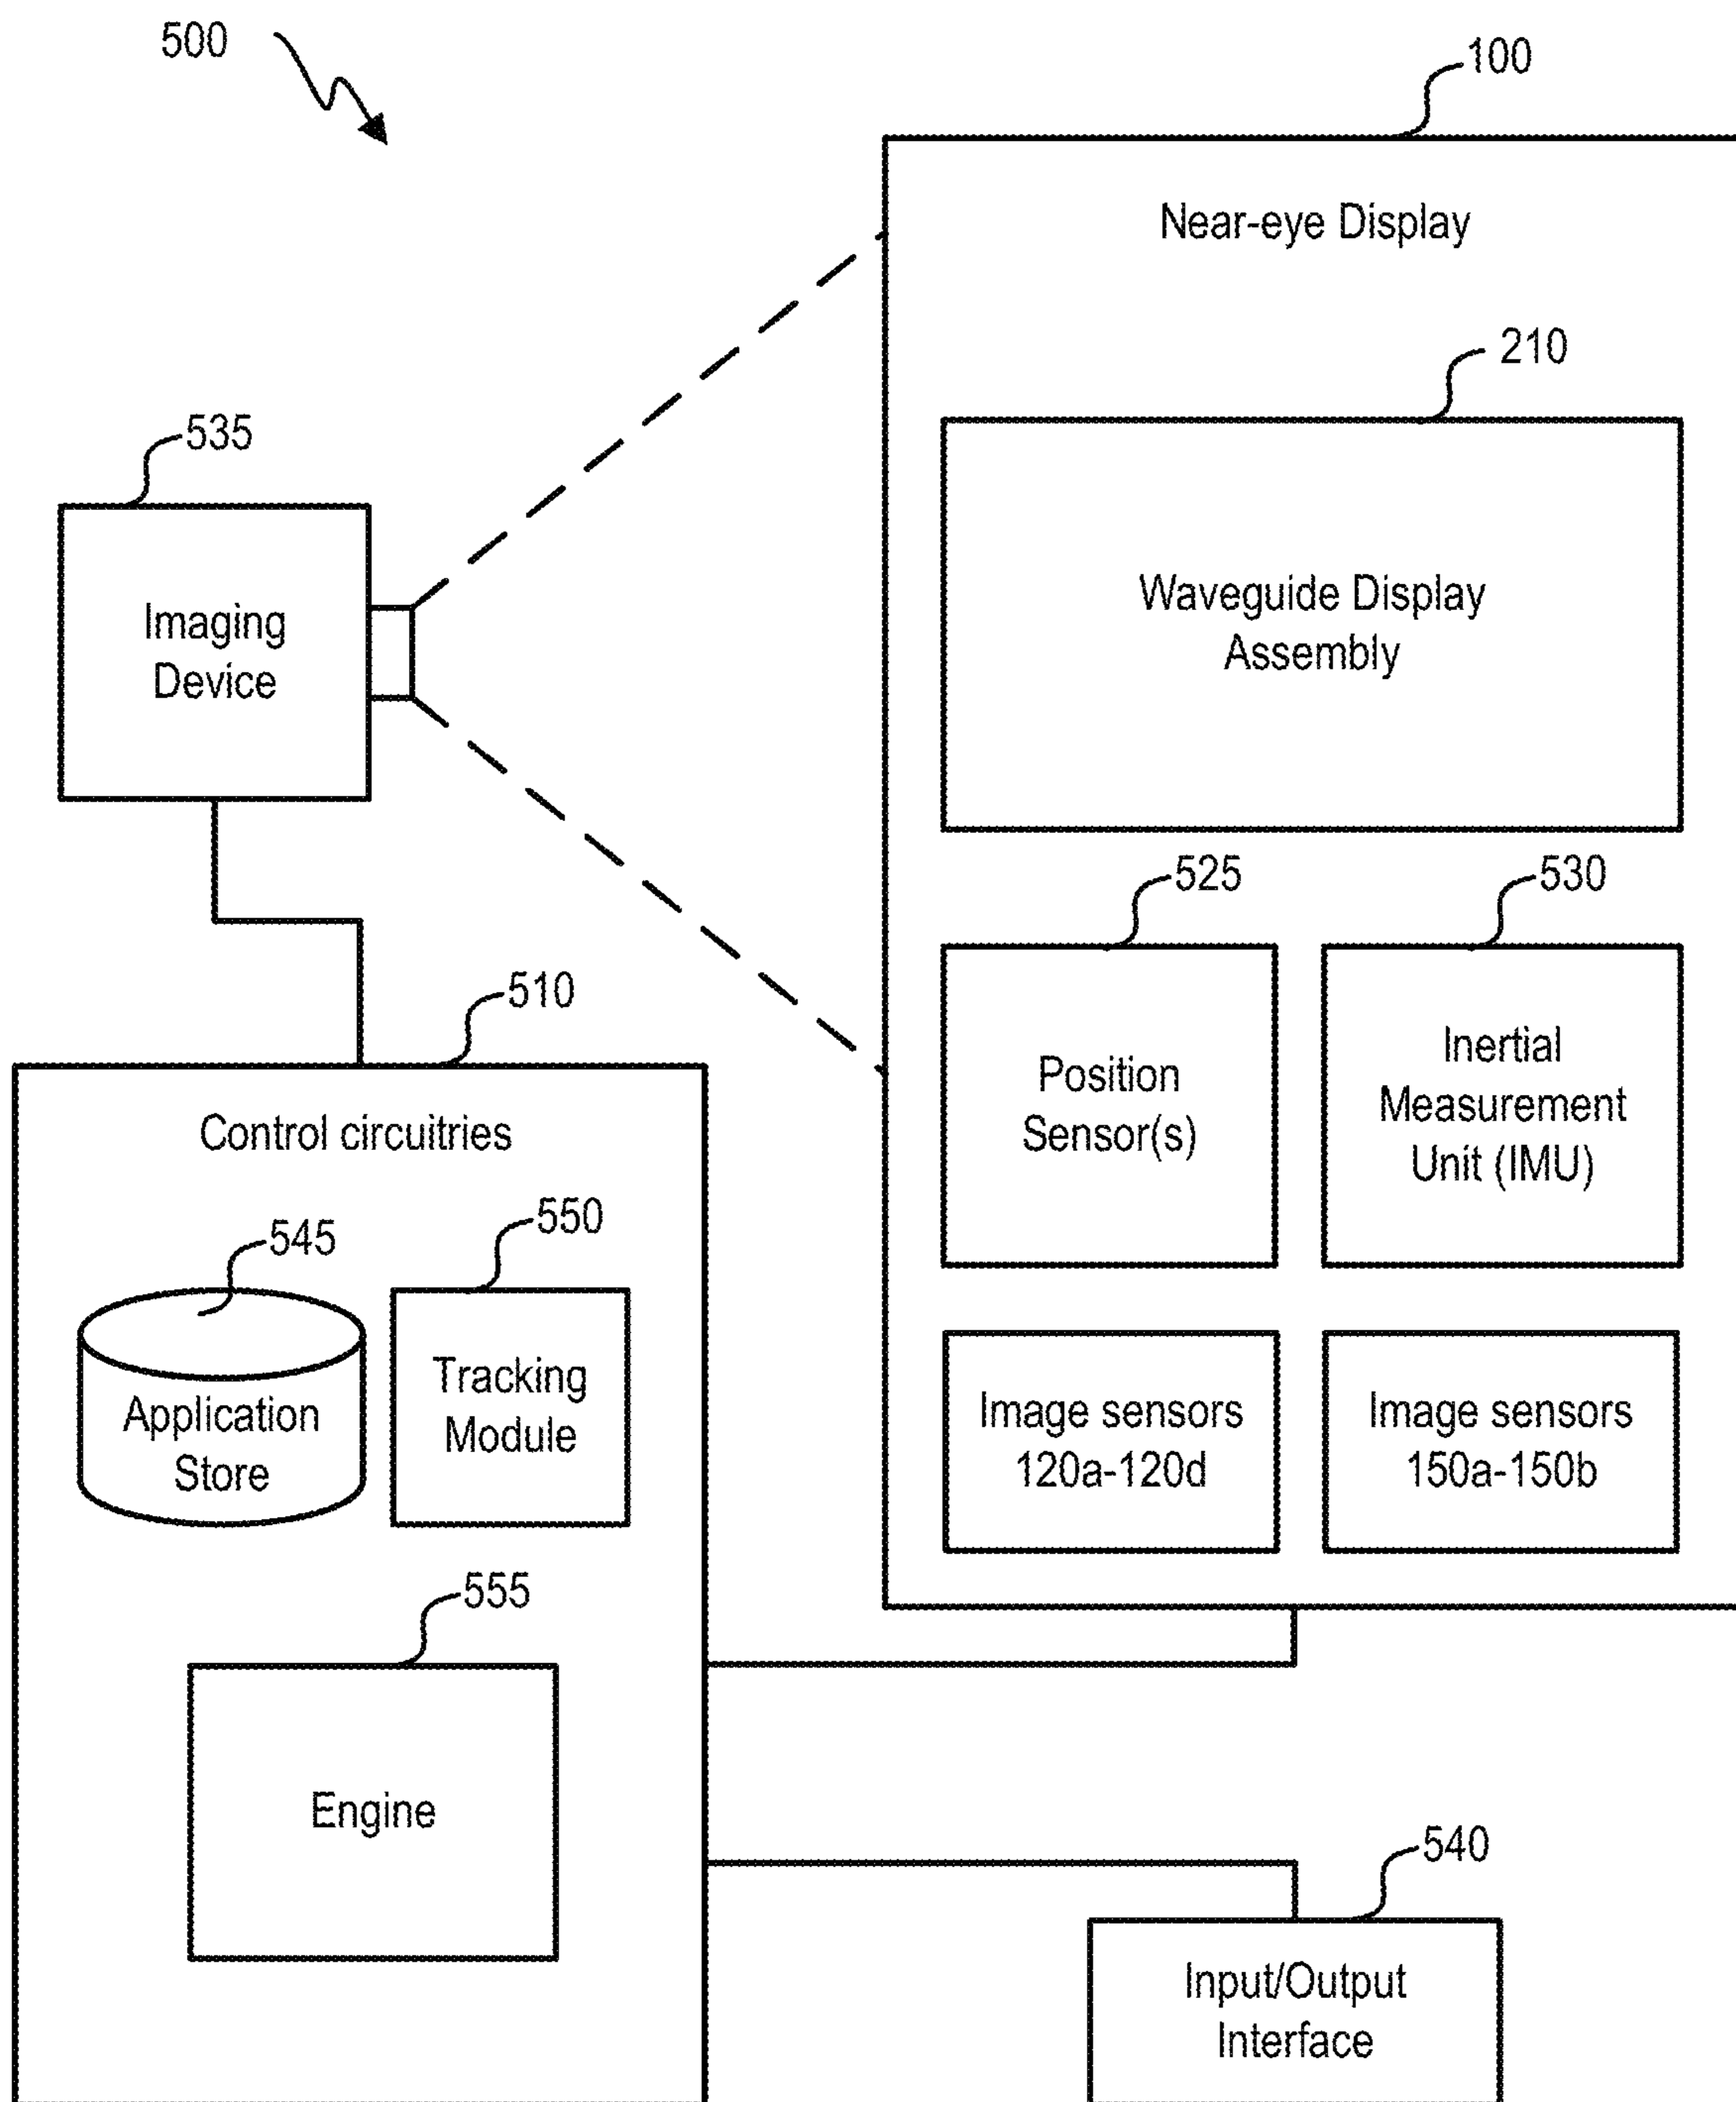 500
100
Near-eye Display
210
Waveguide Display
Assembly
535
Imaging
Device
525
530
Position
Sensor(s)
Inertial
Measurement
Unit (IMU)
510
Control circuitries
545
550
Application
Store
Tracking
Module
Image sensors
120a-120d
Image sensors
150a-150b
555
Engine
540
Input/Output
Interface